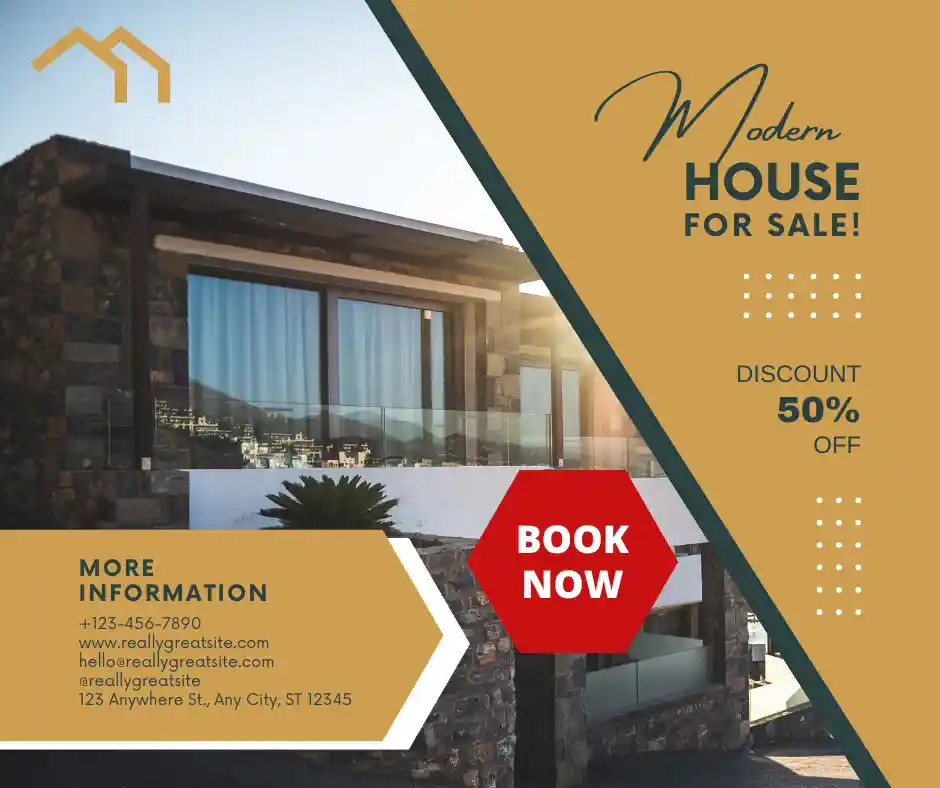 Modern
HOUSE
FOR SALE!
DISCOUNT
50%
OFF
BOOK
NOW
MORE
INFORMATION
+123-456-7890
www.reallygreatsite.com
hello@reallygreatsite.com
@reallygreatsite
123 Anywhere St., Any City, ST 12345